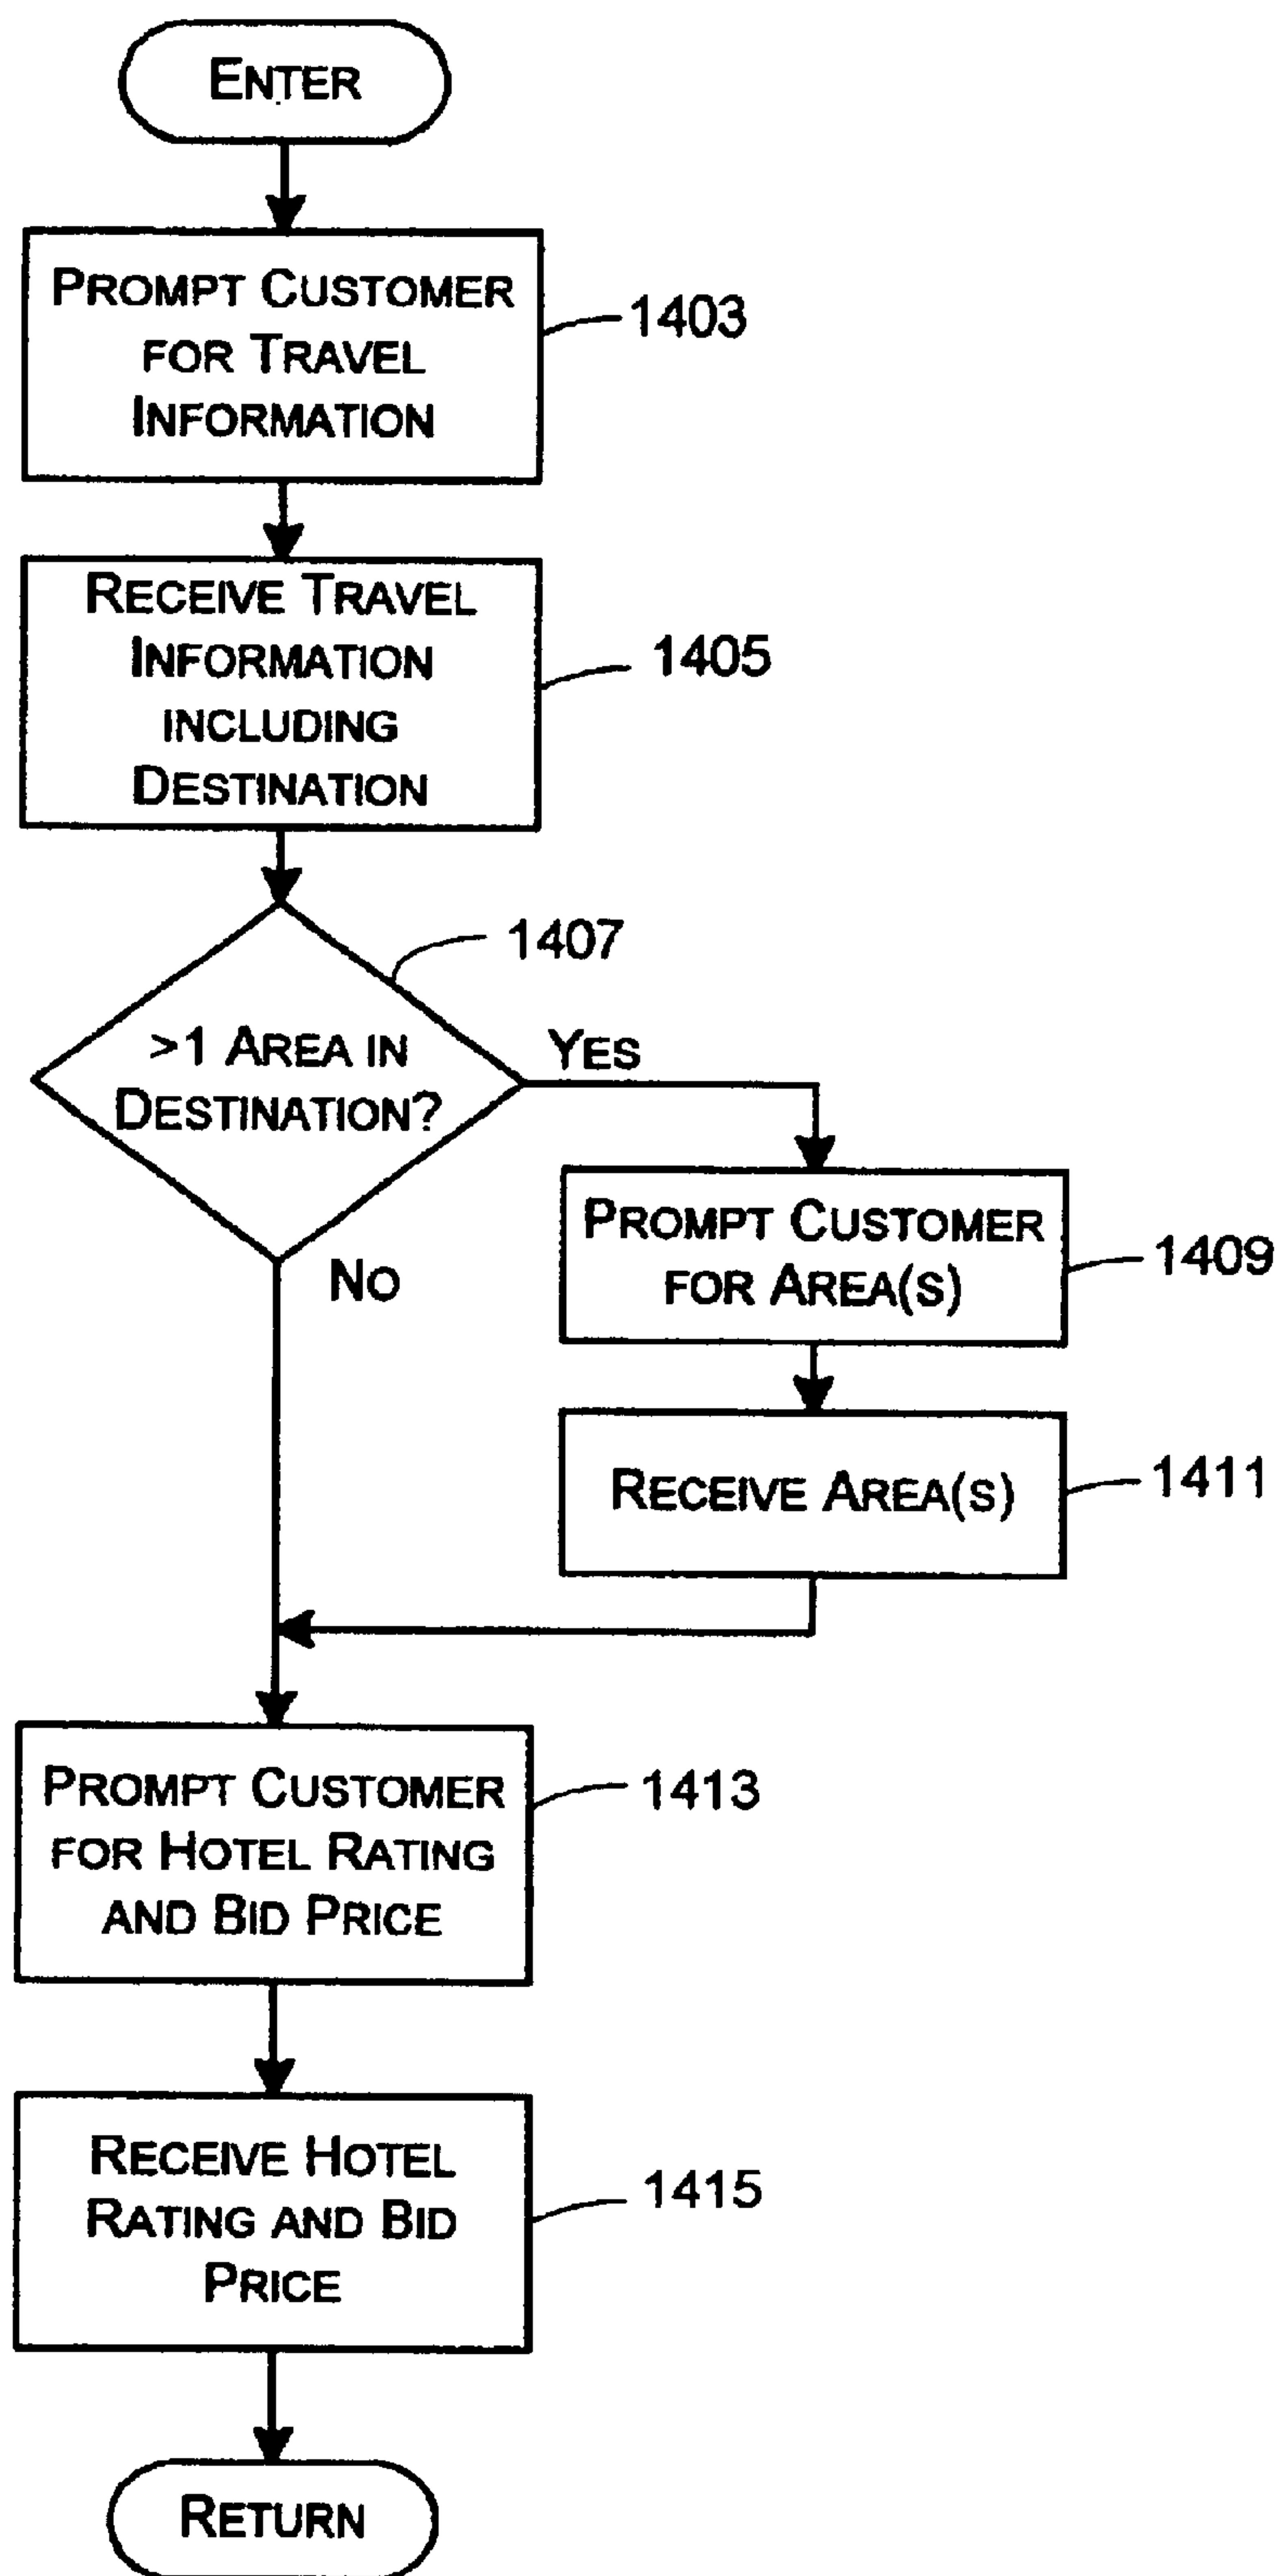 ENTER
PROMPT CUSTOMER
FOR TRAVEL
INFORMATION
1403
RECEIVE TRAVEL
INFORMATION
INCLUDING
DESTINATION
1405
1407
>1 AREA IN
DESTINATION?
YES
NO
PROMPT CUSTOMER
FOR AREA(S)
1409
RECEIVE AREA(S)
1411
PROMPT CUSTOMER
FOR HOTEL RATING
AND BID PRICE
1413
RECEIVE HOTEL
RATING AND BID
PRICE
1415
RETURN